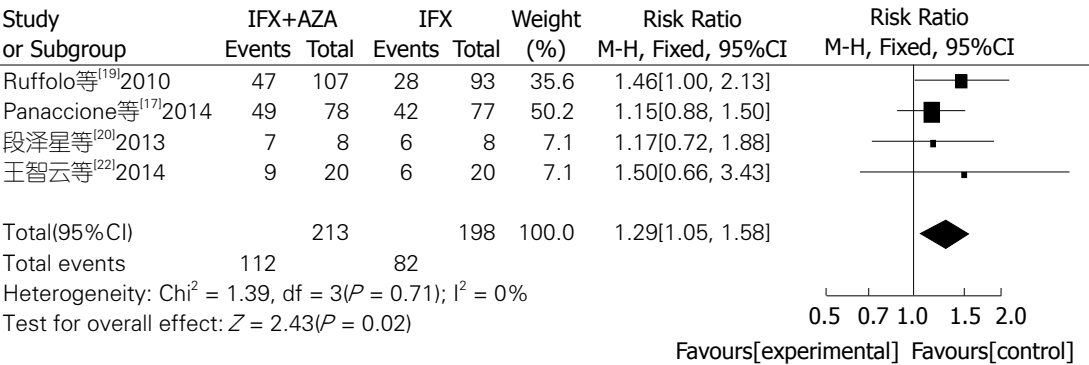 Study IFX+AZA IFX Weight Risk Ratio Risk Ratio
or Subgroup Events Total Events Total (%) M-H, Fixed, 95%CI M-H, Fixed, 95%CI
Ruffolo等[19]2010 47 107 28 93 35.6 1.46[1.00, 2.13]
Panaccione等[17]2014 49 78 42 77 50.2 1.15[0.88, 1.50]
段泽星等[20]2013 7 8 6 8 7.1 1.17[0.72, 1.88]
王智云等[22]2014 9 20 6 20 7.1 1.50[0.66, 3.43]
Total(95%CI) 213 198 100.0 1.29[1.05, 1.58]
Total events 112 82
Heterogeneity: Chi² = 1.39, df = 3(P = 0.71); I² = 0%
Test for overall effect: Z = 2.43(P = 0.02)
0.5 0.7 1.0 1.5 2.0
Favours[experimental] Favours[control]